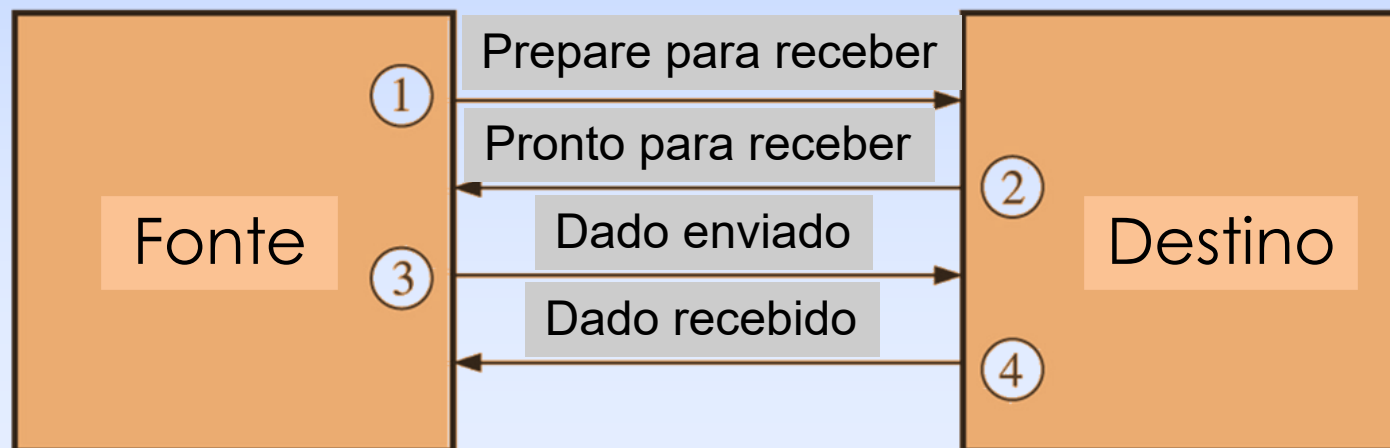 Prepare para receber
1
Pronto para receber
2
Fonte
Dado enviado
Destino
3
Dado recebido
4